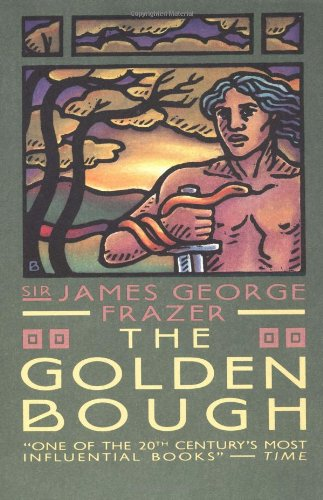 B
SIR JAMES GEORGE
FRAZER
THE
GOLDEN
BOUGH
"ONE OF THE 20TH CENTURY'S MOST
INFLUENTIAL BOOKS" — TIME